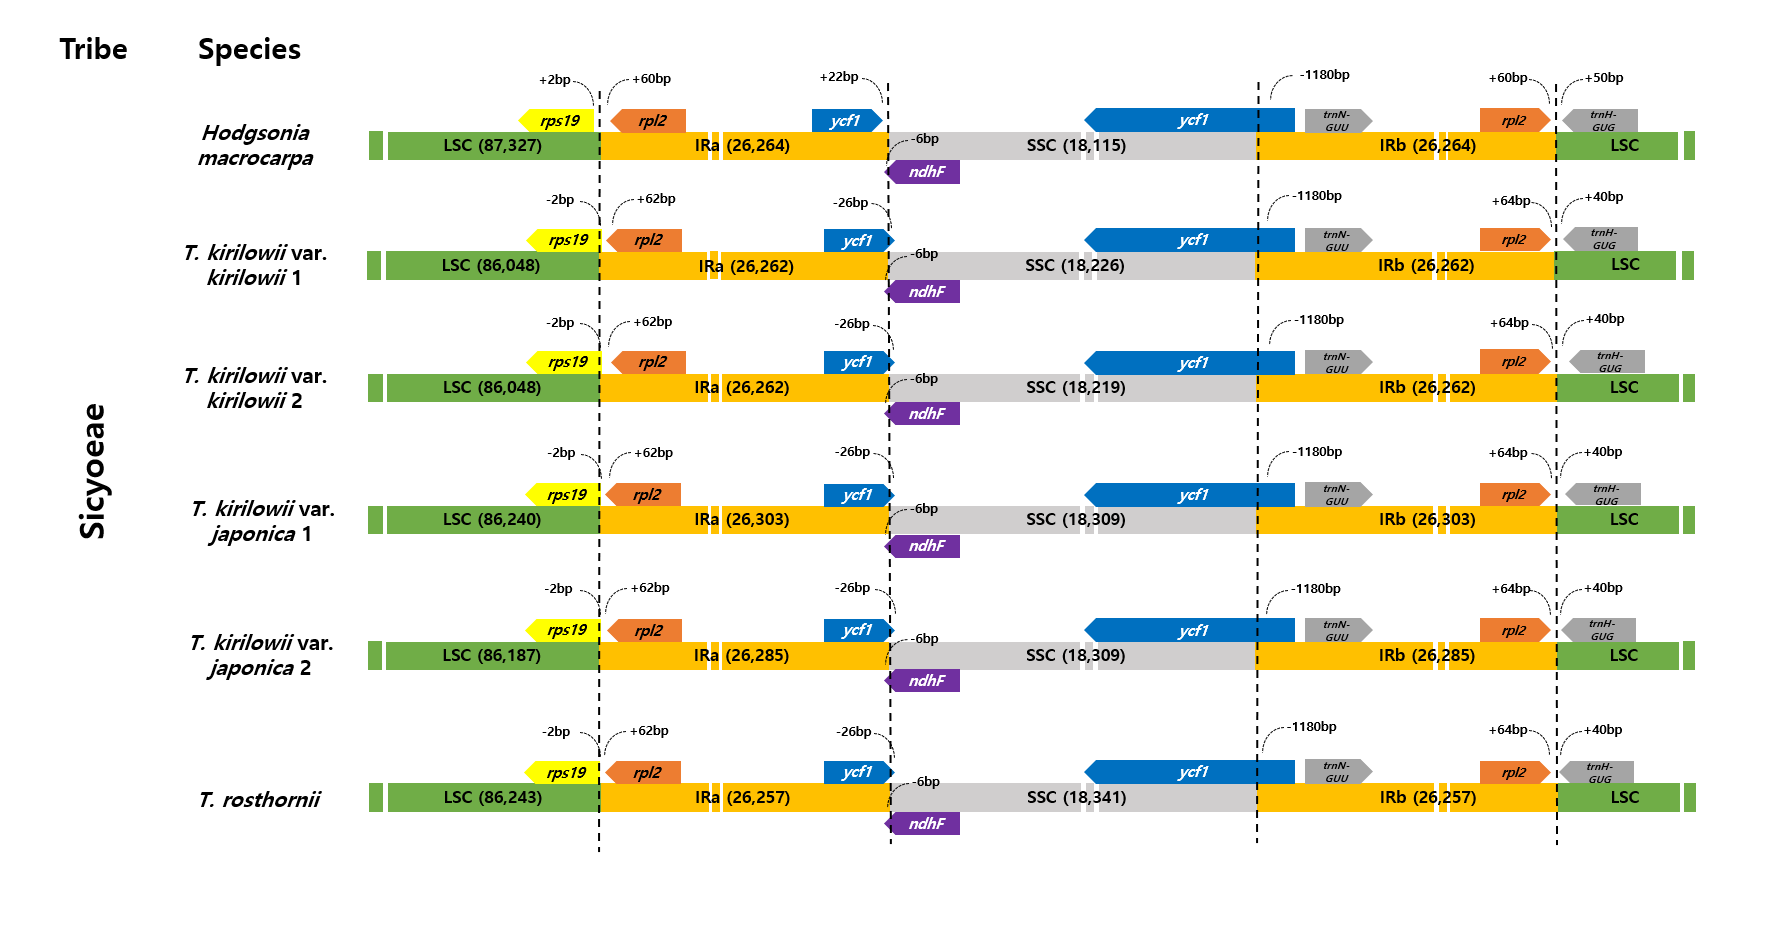 Tribe Species
+2bp +60bp +22bp -1180bp +60bp +50bp
rps19 rpl2 ycf1 ycf1 trnN-GUU rpl2 trnH-GUG
Hodgsonia
macrocarpa
LSC (87,327) IRa (26,264) -6bp SSC (18,115) IRb (26,264) LSC
ndhF
-2bp +62bp -26bp -1180bp +64bp +40bp
rps19 rpl2 ycf1 ycf1 trnN-GUU rpl2 trnH-GUG
T. kirilowii var.
kirilowii 1
LSC (86,048) IRa (26,262) -6bp SSC (18,226) IRb (26,262) LSC
ndhF
-2bp +62bp -26bp -1180bp +64bp +40bp
rps19 rpl2 ycf1 ycf1 trnN-GUU rpl2 trnH-GUG
T. kirilowii var.
kirilowii 2
LSC (86,048) IRa (26,262) -6bp SSC (18,219) IRb (26,262) LSC
ndhF
Sicyoeae
-2bp +62bp -26bp -1180bp +64bp +40bp
rps19 rpl2 ycf1 ycf1 trnN-GUU rpl2 trnH-GUG
T. kirilowii var.
japonica 1
LSC (86,240) IRa (26,303) -6bp SSC (18,309) IRb (26,303) LSC
ndhF
-2bp +62bp -26bp -1180bp +64bp +40bp
rps19 rpl2 ycf1 ycf1 trnN-GUU rpl2 trnH-GUG
T. kirilowii var.
japonica 2
LSC (86,187) IRa (26,285) -6bp SSC (18,309) IRb (26,285) LSC
ndhF
-2bp +62bp -26bp -1180bp +64bp +40bp
rps19 rpl2 ycf1 ycf1 trnN-GUU rpl2 trnH-GUG
T. rosthornii
LSC (86,243) IRa (26,257) -6bp SSC (18,341) IRb (26,257) LSC
ndhF